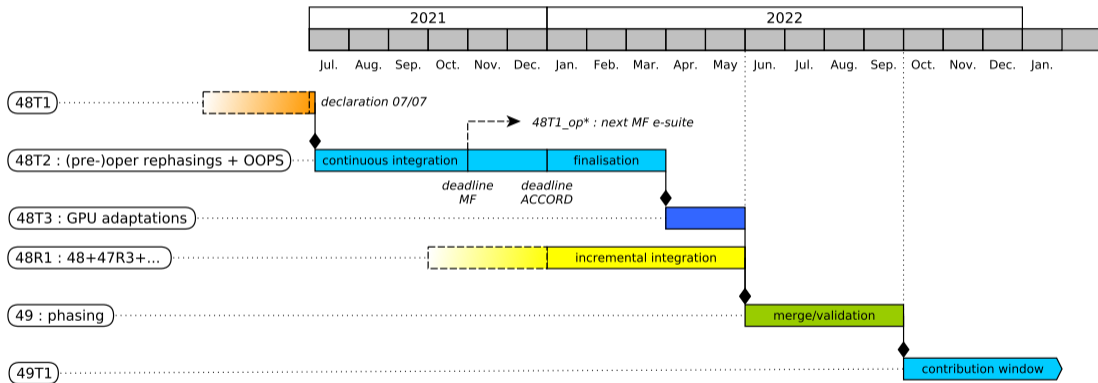 2021 2022
Jul. Aug. Sep. Oct. Nov. Dec. Jan. Feb. Mar. Apr. May Jun. Jul. Aug. Sep. Oct. Nov. Dec. Jan.
48T1 declaration 07/07
48T1_op* : next MF e-suite
48T2 : (pre-)oper rephasings + OOPS continuous integration finalisation
deadline MF deadline ACCORD
48T3 : GPU adaptations
48R1 : 48+47R3+... incremental integration
49 : phasing merge/validation
49T1 contribution window